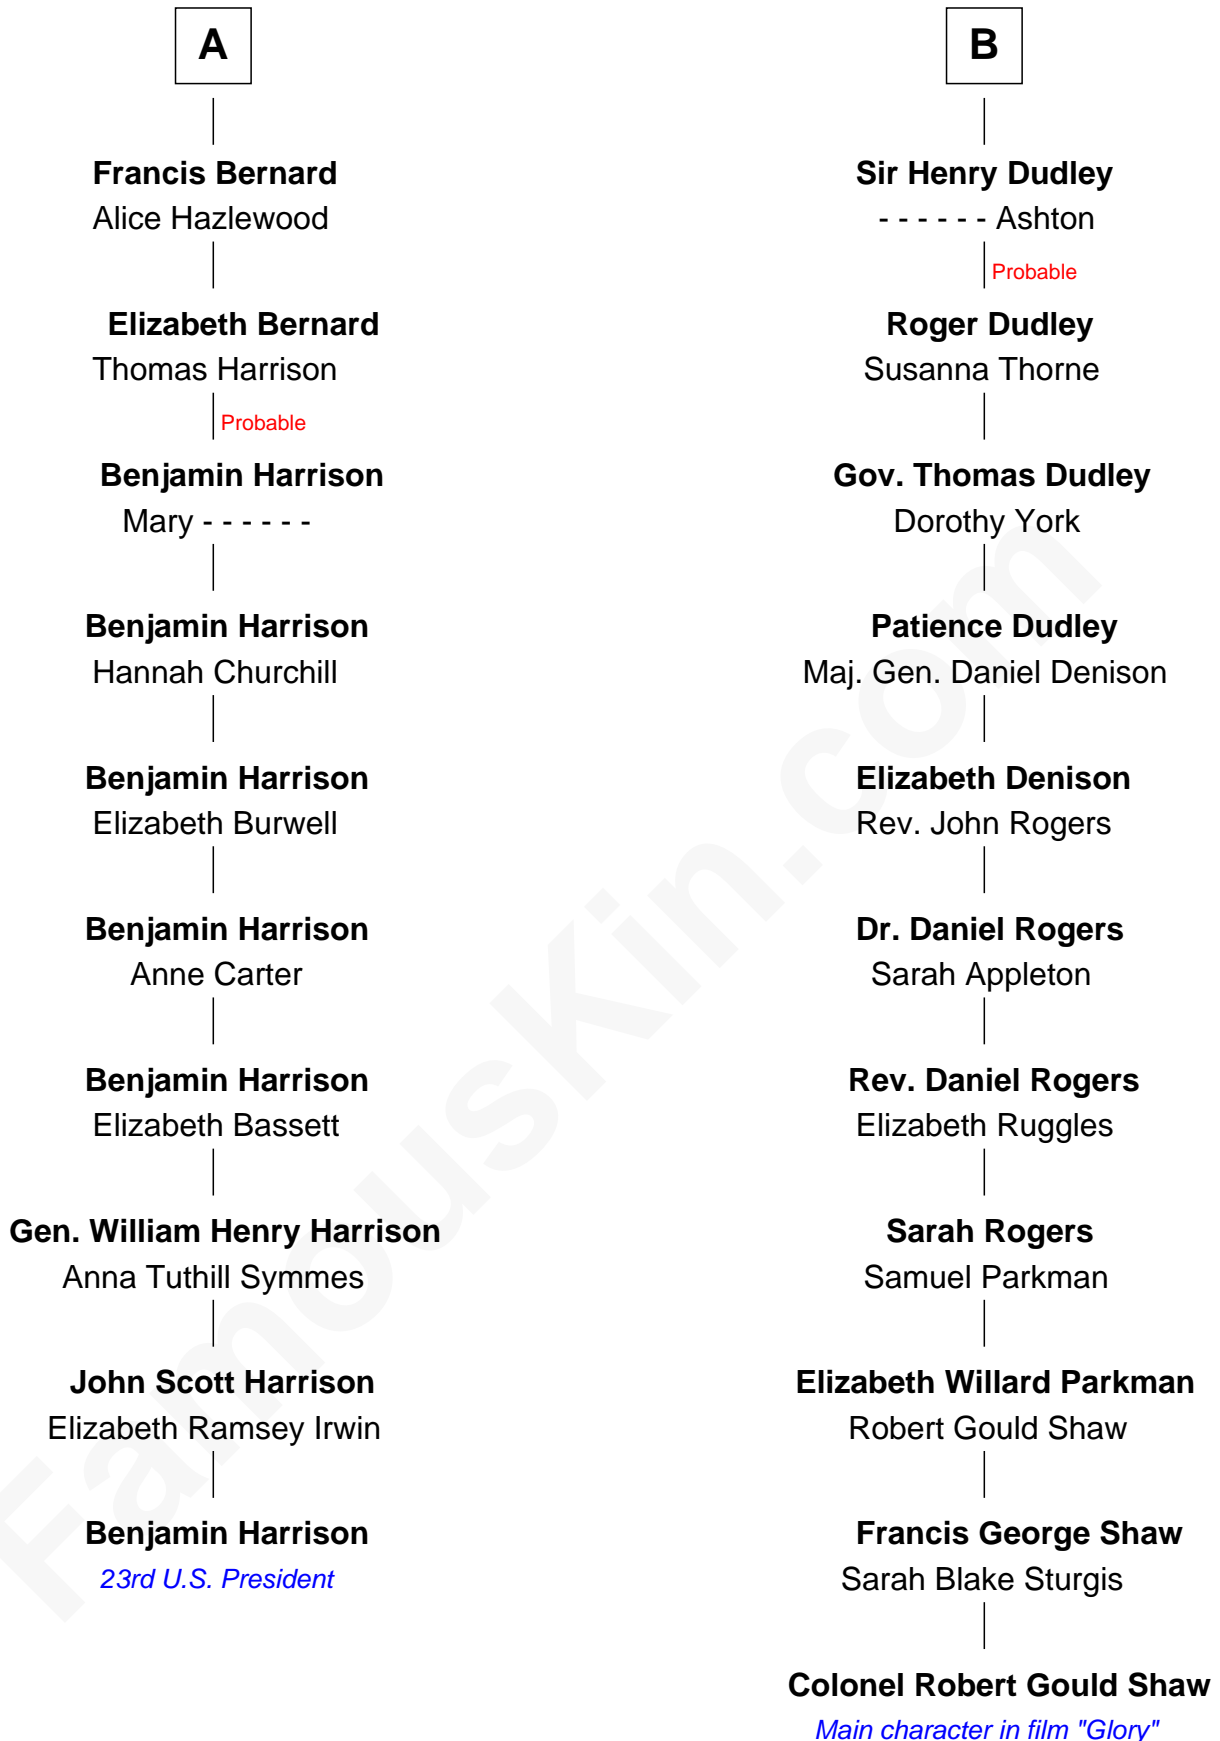 A
Francis Bernard
Alice Hazlewood
Elizabeth Bernard
Thomas Harrison
Probable
Benjamin Harrison
Mary - - - - - -
Benjamin Harrison
Hannah Churchill
Benjamin Harrison
Elizabeth Burwell
Benjamin Harrison
Anne Carter
Benjamin Harrison
Elizabeth Bassett
Gen. William Henry Harrison
Anna Tuthill Symmes
John Scott Harrison
Elizabeth Ramsey Irwin
Benjamin Harrison
23rd U.S. President
B
Sir Henry Dudley
- - - - - - Ashton
Probable
Roger Dudley
Susanna Thorne
Gov. Thomas Dudley
Dorothy York
Patience Dudley
Maj. Gen. Daniel Denison
Elizabeth Denison
Rev. John Rogers
Dr. Daniel Rogers
Sarah Appleton
Rev. Daniel Rogers
Elizabeth Ruggles
Sarah Rogers
Samuel Parkman
Elizabeth Willard Parkman
Robert Gould Shaw
Francis George Shaw
Sarah Blake Sturgis
Colonel Robert Gould Shaw
Main character in film "Glory"
FamousKin.com